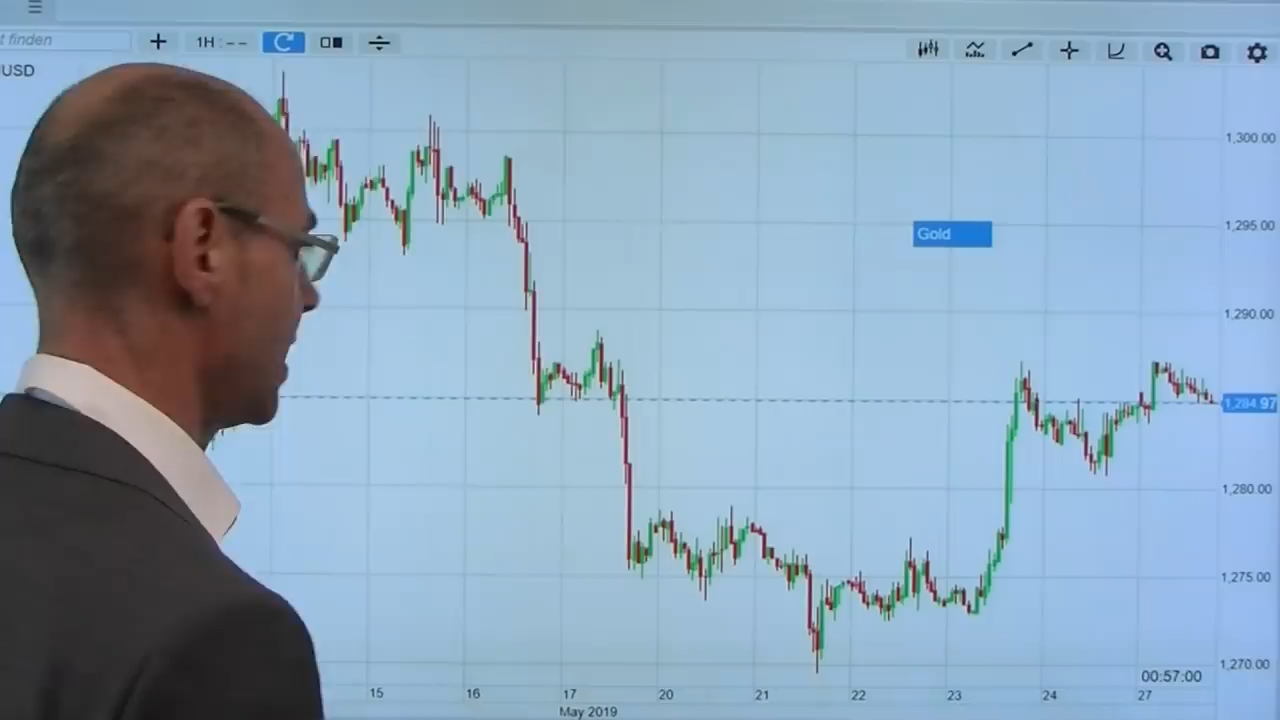 t finden
1H : --
USD
1,300.00
1,295.00
Gold
1,290.00
1,284.97
1,280.00
1,275.00
1,270.00
00:57:00
15 16 17 20 21 22 23 24 27
May 2019